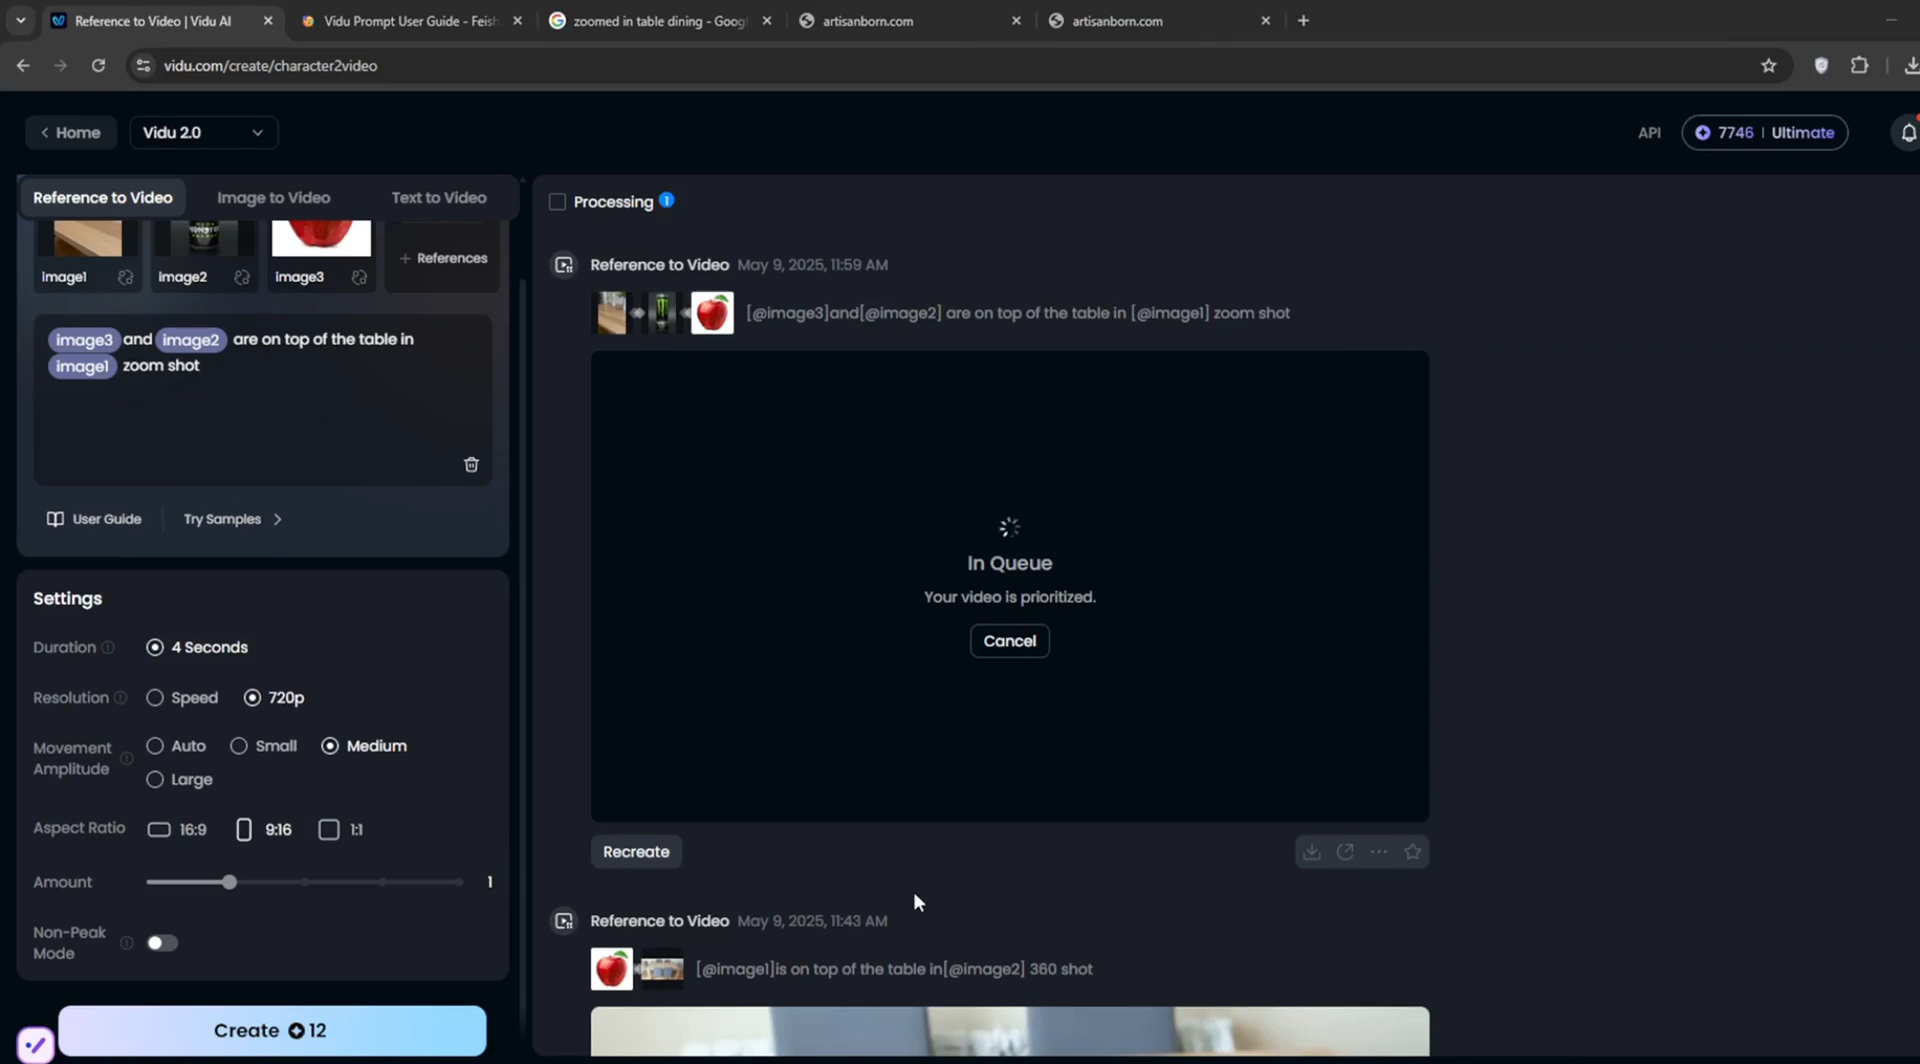 Reference to Video | Vidu AI
Vidu Prompt User Guide - Feish
zoomed in table dining - Goog
artisanborn.com
artisanborn.com
vidu.com/create/character2video
Home
Vidu 2.0
API
7746 | Ultimate
Reference to Video
Image to Video
Text to Video
image1
image2
image3
+ References
image3 and image2 are on top of the table in
image1 zoom shot
User Guide
Try Samples
Settings
Duration
4 Seconds
Resolution
Speed
720p
Movement
Amplitude
Auto
Small
Medium
Large
Aspect Ratio
16:9
9:16
1:1
Amount
1
Non-Peak
Mode
Create 12
Processing 1
Reference to Video May 9, 2025, 11:59 AM
[@image3]and[@image2] are on top of the table in [@image1] zoom shot
In Queue
Your video is prioritized.
Cancel
Recreate
Reference to Video May 9, 2025, 11:43 AM
[@image1]is on top of the table in[@image2] 360 shot